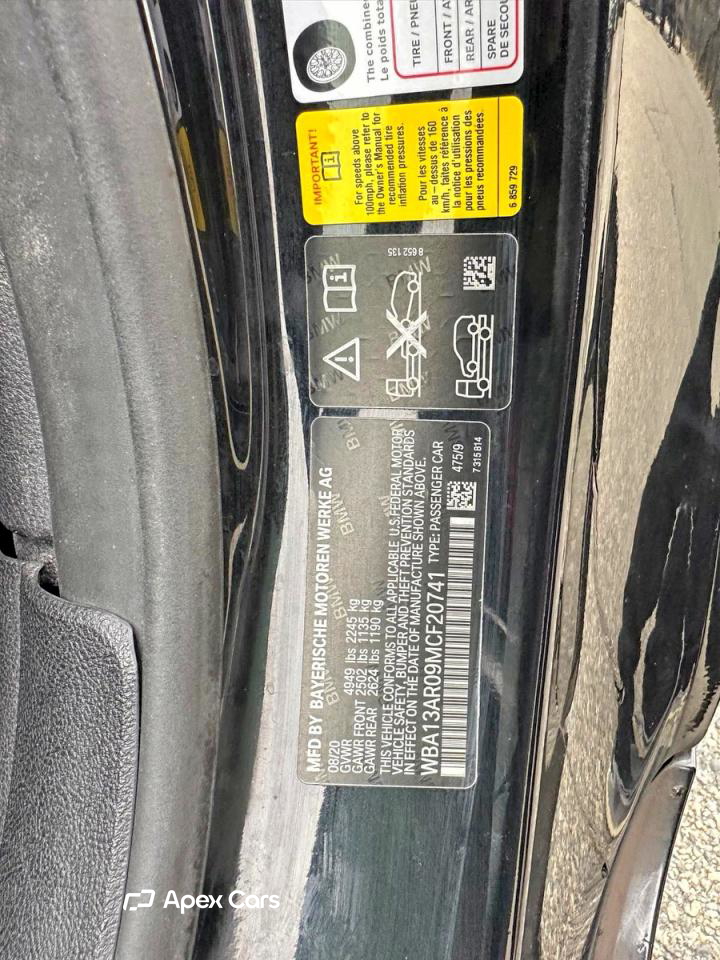 The combine
Le poids tota
TIRE / PNEU
FRONT / AV
REAR / AR
SPARE
DE SECOU
IMPORTANT!
For speeds above
100mph, please refer to
the Owner's Manual for
recommended tire
inflation pressures.
Pour les vitesses
au – dessus de 160
km/h, faites référence à
la notice d'utilisation
pour les pressions des
pneus recommandées.
6 859 729
8 652 135
BMW
MFD BY BAYERISCHE MOTOREN WERKE AG
08/20
GVWR 4949 lbs 2245 kg
GAWR FRONT 2502 lbs 1135 kg
GAWR REAR 2624 lbs 1190 kg
THIS VEHICLE CONFORMS TO ALL APPLICABLE U.S.FEDERAL MOTOR
VEHICLE SAFETY, BUMPER AND THEFT PREVENTION STANDARDS
IN EFFECT ON THE DATE OF MANUFACTURE SHOWN ABOVE.
WBA13AR09MCF20741 TYPE: PASSENGER CAR
475/9
7 315 814
Apex Cars